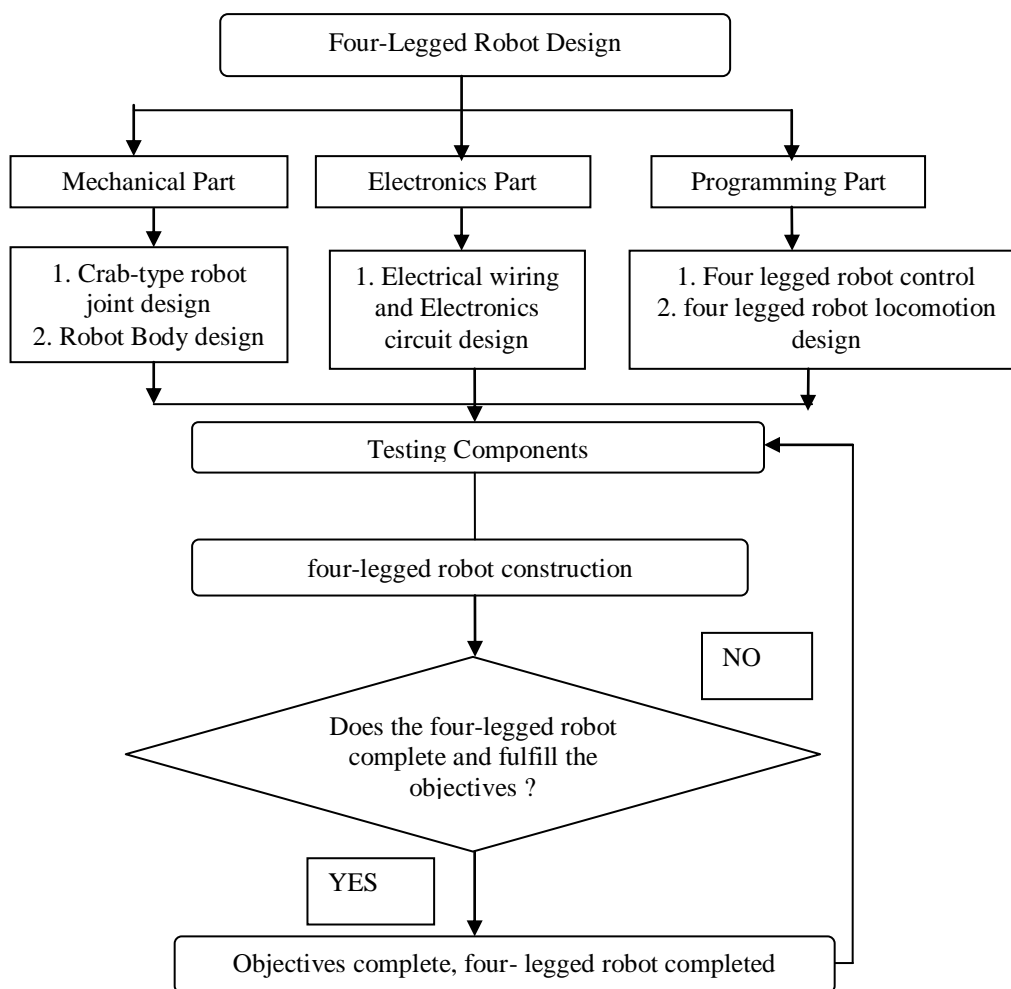 Four-Legged Robot Design
Mechanical Part
Electronics Part
Programming Part
1. Crab-type robot
joint design
2. Robot Body design
1. Electrical wiring
and Electronics
circuit design
1. Four legged robot control
2. four legged robot locomotion
design
Testing Components
four-legged robot construction
NO
Does the four-legged robot
complete and fulfill the
objectives ?
YES
Objectives complete, four- legged robot completed